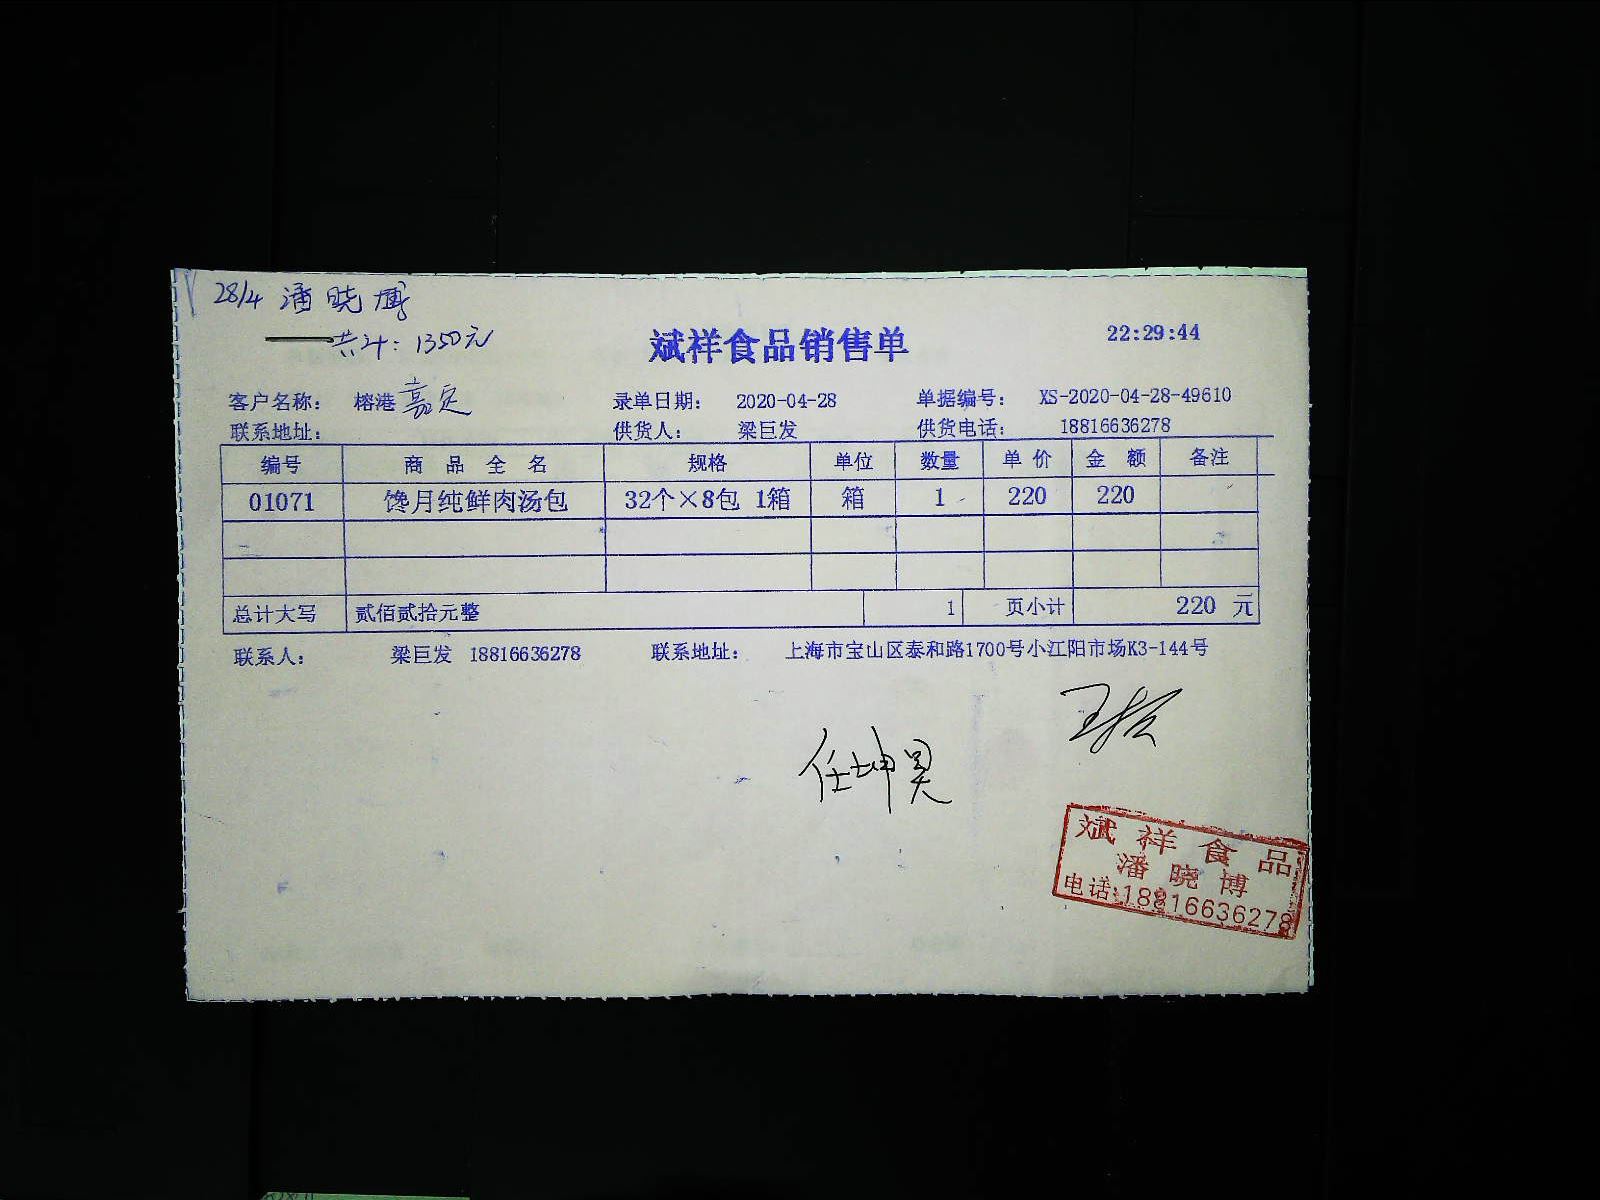 28/4 潘晓博
共计：1350元
斌祥食品销售单
22:29:44
客户名称： 榕港 嘉定 录单日期： 2020-04-28 单据编号： XS-2020-04-28-49610
联系地址： 供货人： 梁巨发 供货电话： 18816636278
编号 商品全名 规格 单位 数量 单价 金额 备注
01071 馋月纯鲜肉汤包 32个×8包 1箱 箱 1 220 220
总计大写 贰佰贰拾元整 1 页小计 220 元
联系人： 梁巨发 18816636278 联系地址： 上海市宝山区泰和路1700号小江阳市场K3-144号
任坤昊
斌祥食品
潘晓博
电话:18816636278